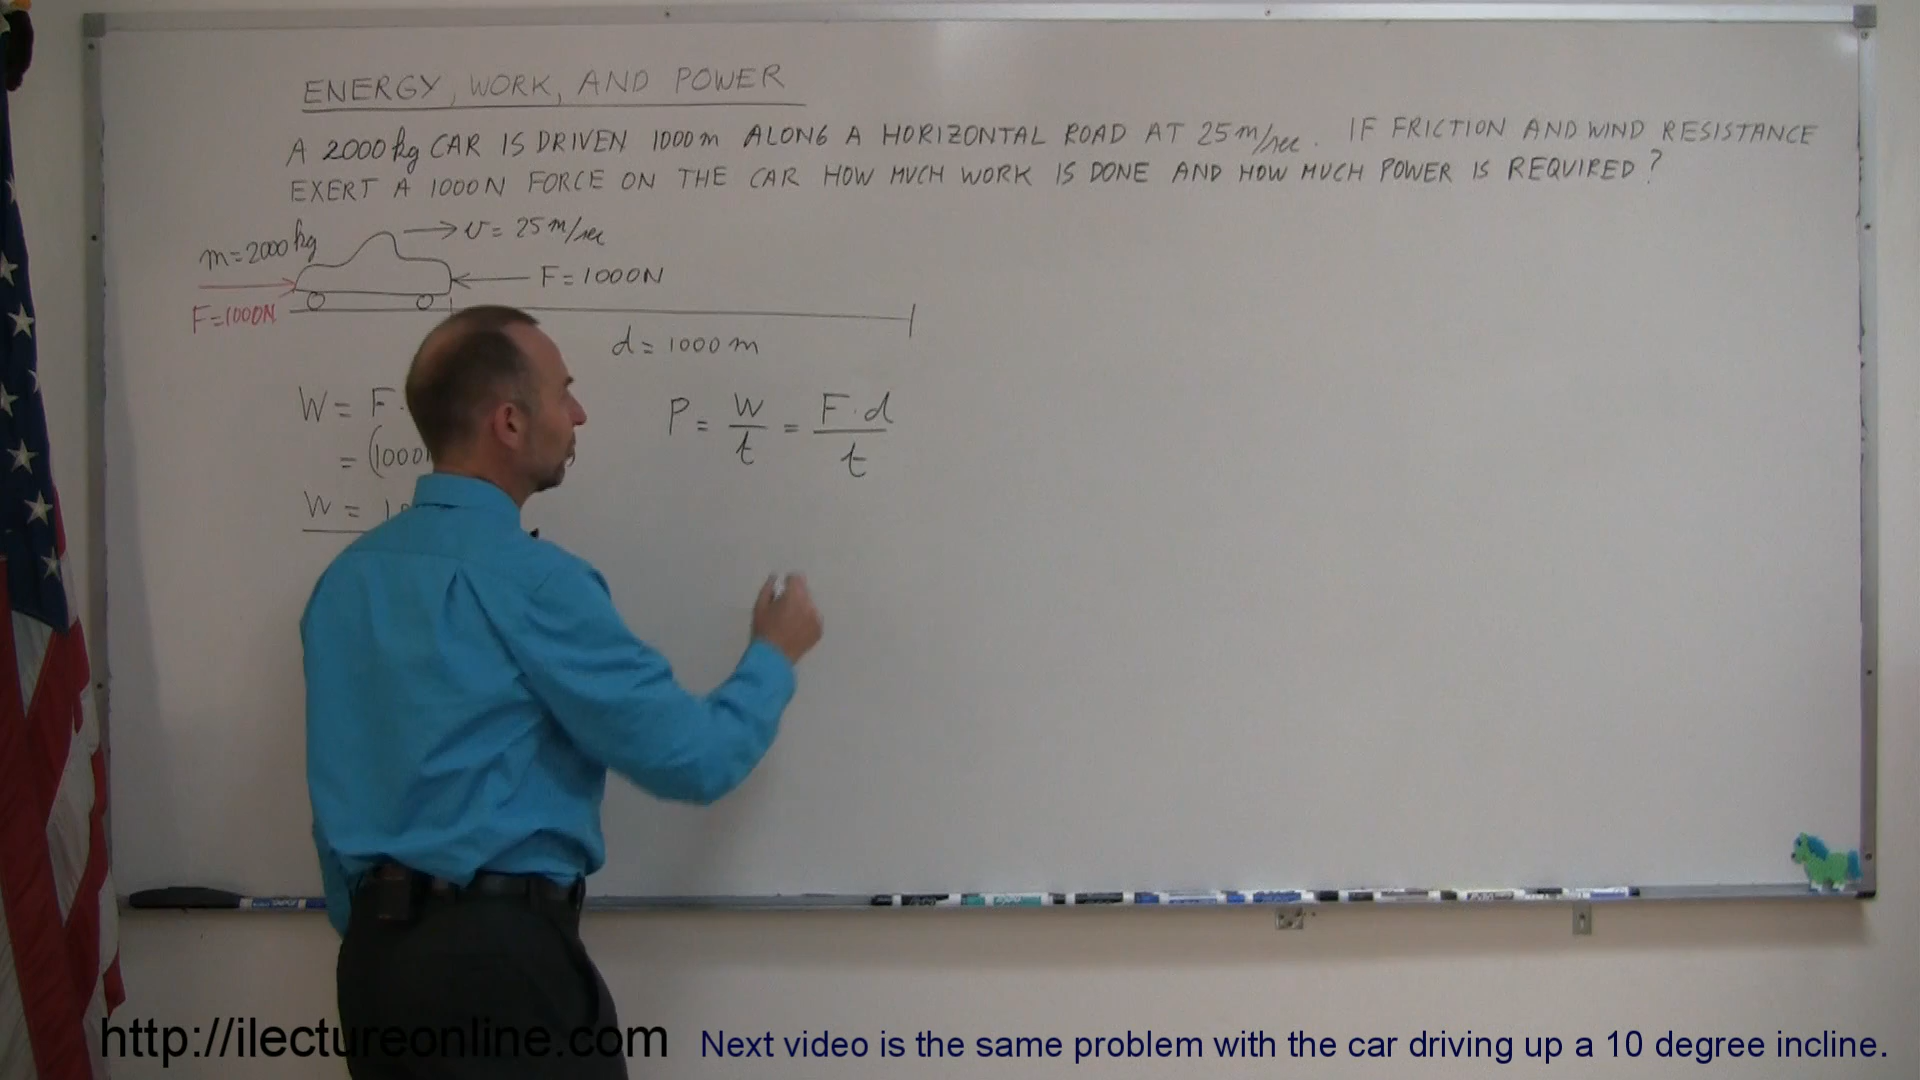 ENERGY, WORK, AND POWER
A 2000 kg CAR IS DRIVEN 1000 m ALONG A HORIZONTAL ROAD AT 25 m/sec. IF FRICTION AND WIND RESISTANCE
EXERT A 1000 N FORCE ON THE CAR HOW MUCH WORK IS DONE AND HOW MUCH POWER IS REQUIRED?
m = 2000 kg
v = 25 m/sec
F = 1000 N
F = 1000 N
d = 1000 m
W = F ·
= (1000
W =
P = W/t = F · d/t
http://ilectureonline.com
Next video is the same problem with the car driving up a 10 degree incline.